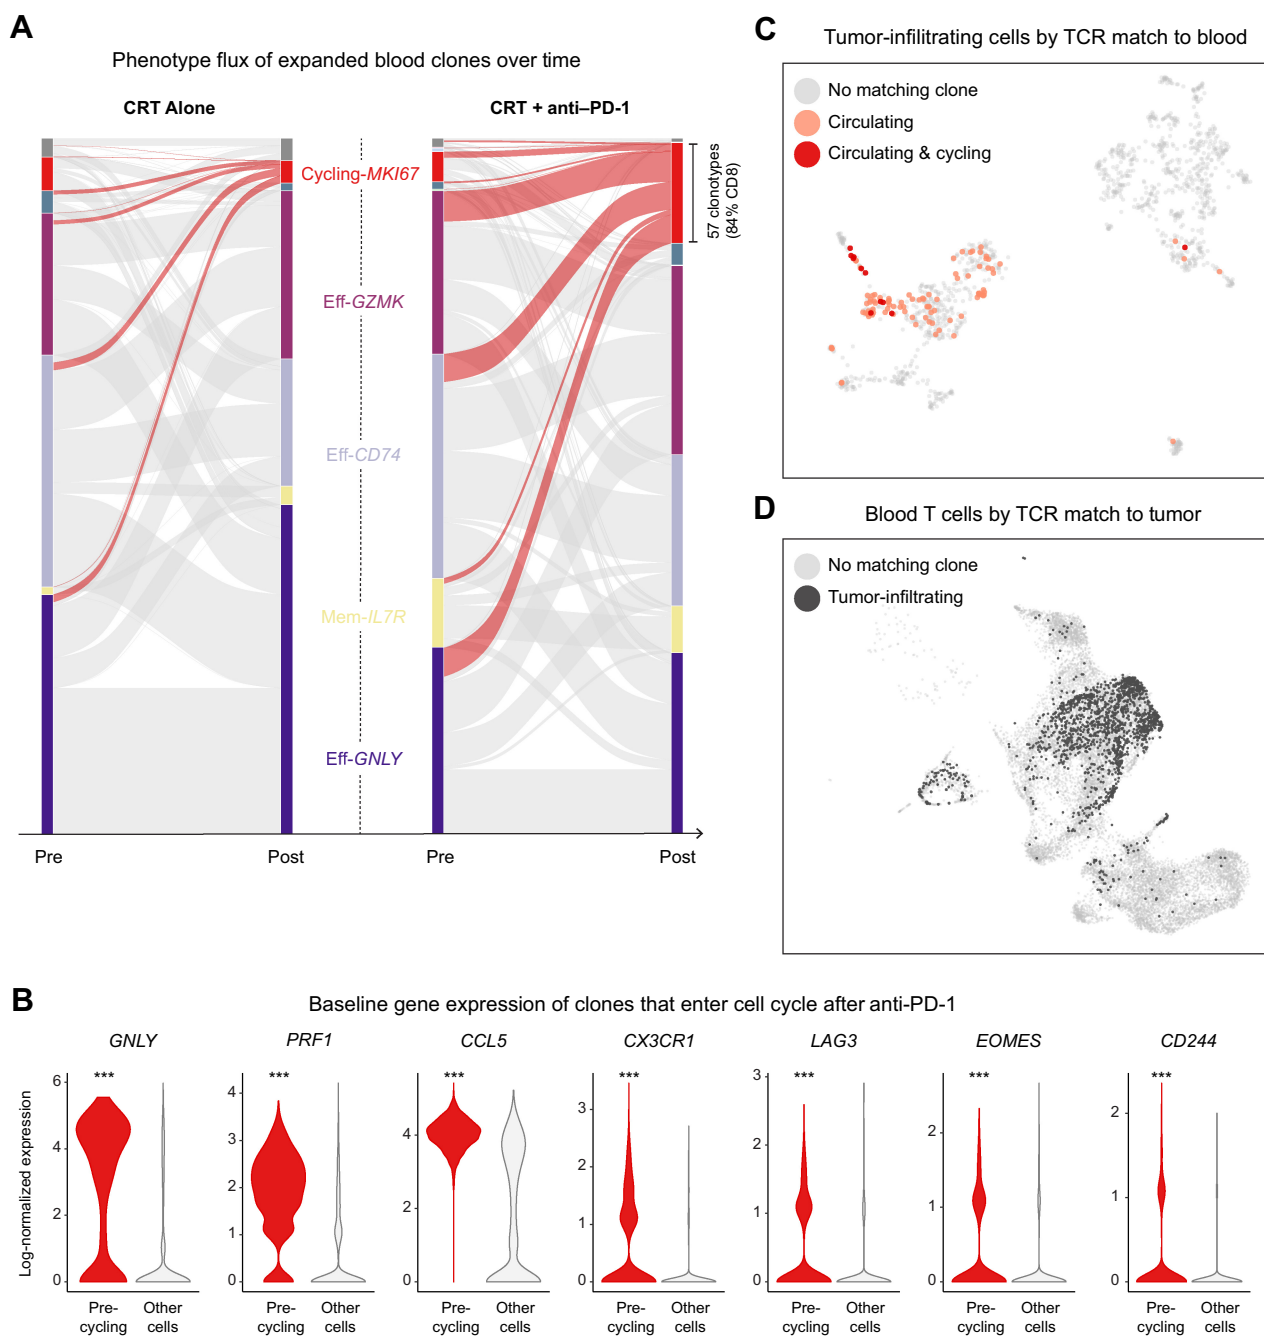 A
Phenotype flux of expanded blood clones over time
CRT Alone
CRT + anti–PD-1
Cycling-MKI67
Eff-GZMK
Eff-CD74
Mem-IL7R
Eff-GNLY
57 clonotypes
(84% CD8)
Pre
Post
Pre
Post
C
Tumor-infilitrating cells by TCR match to blood
No matching clone
Circulating
Circulating & cycling
D
Blood T cells by TCR match to tumor
No matching clone
Tumor-infiltrating
B
Baseline gene expression of clones that enter cell cycle after anti-PD-1
Log-normalized expression
GNLY
***
6
4
2
0
Pre-
cycling
Other
cells
PRF1
***
4
3
2
1
0
Pre-
cycling
Other
cells
CCL5
***
4
2
0
Pre-
cycling
Other
cells
CX3CR1
***
3
2
1
0
Pre-
cycling
Other
cells
LAG3
***
3
2
1
0
Pre-
cycling
Other
cells
EOMES
***
2
1
0
Pre-
cycling
Other
cells
CD244
***
2
1
0
Pre-
cycling
Other
cells